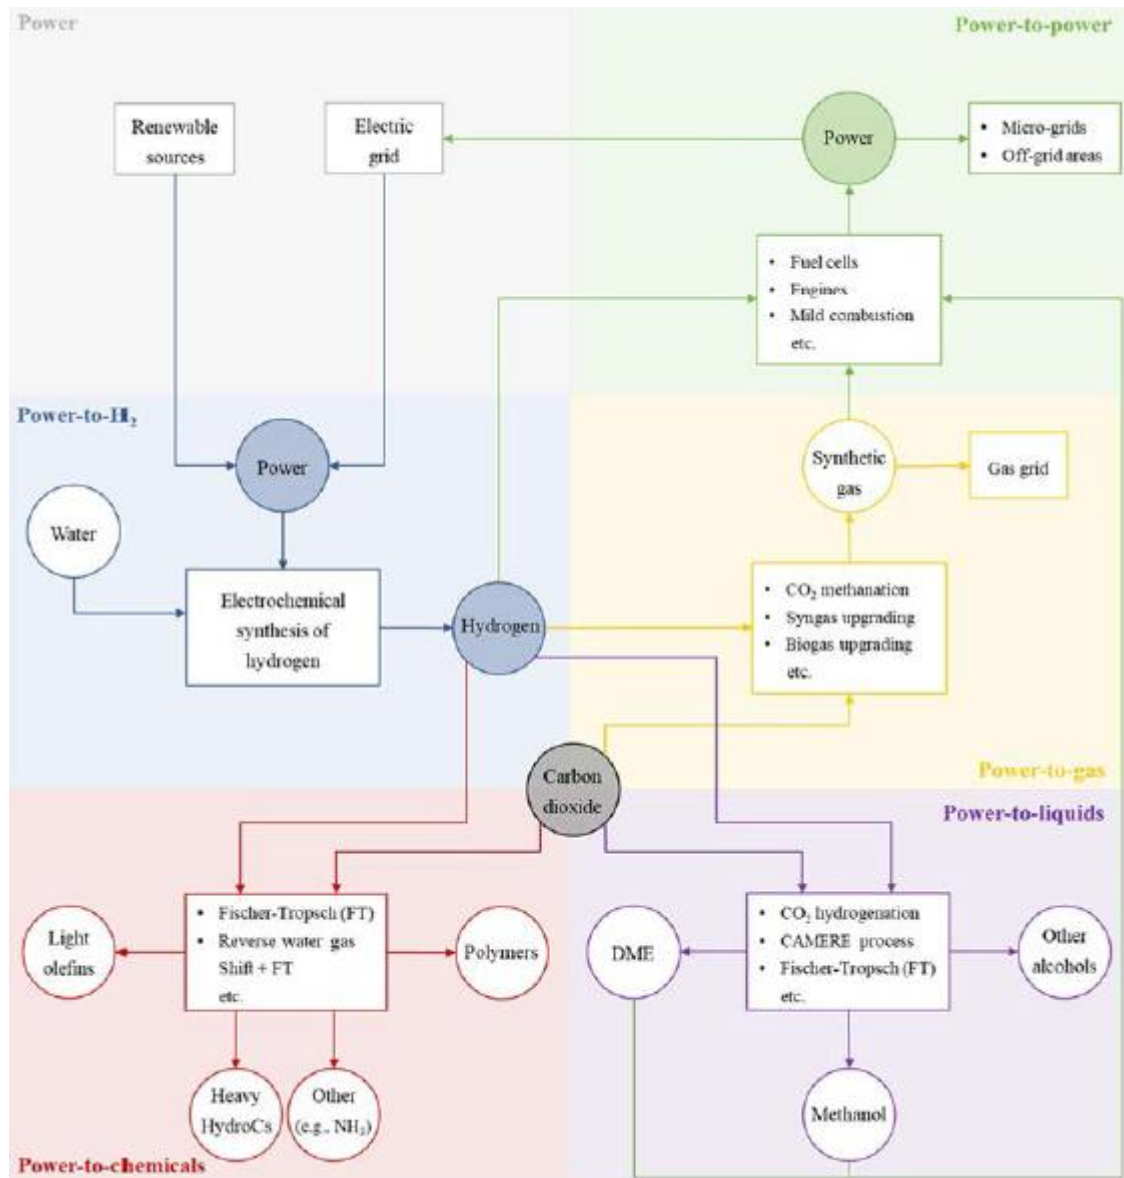 Power
Power-to-power
Renewable
sources
Electric
grid
Power
• Micro-grids
• Off-grid areas
• Fuel cells
• Engines
• Mild combustion
etc.
Power-to-H₂
Power
Water
Electrochemical
synthesis of
hydrogen
Hydrogen
Synthetic
gas
Gas grid
• CO₂ methanation
• Syngas upgrading
• Biogas upgrading
etc.
Power-to-gas
Carbon
dioxide
Power-to-liquids
Light
olefins
• Fischer-Tropsch (FT)
• Reverse water gas
Shift + FT
etc.
Polymers
Heavy
HydroCs
Other
(e.g., NH₃)
Power-to-chemicals
DME
• CO₂ hydrogenation
• CAMERE process
• Fischer-Tropsch (FT)
etc.
Other
alcohols
Methanol